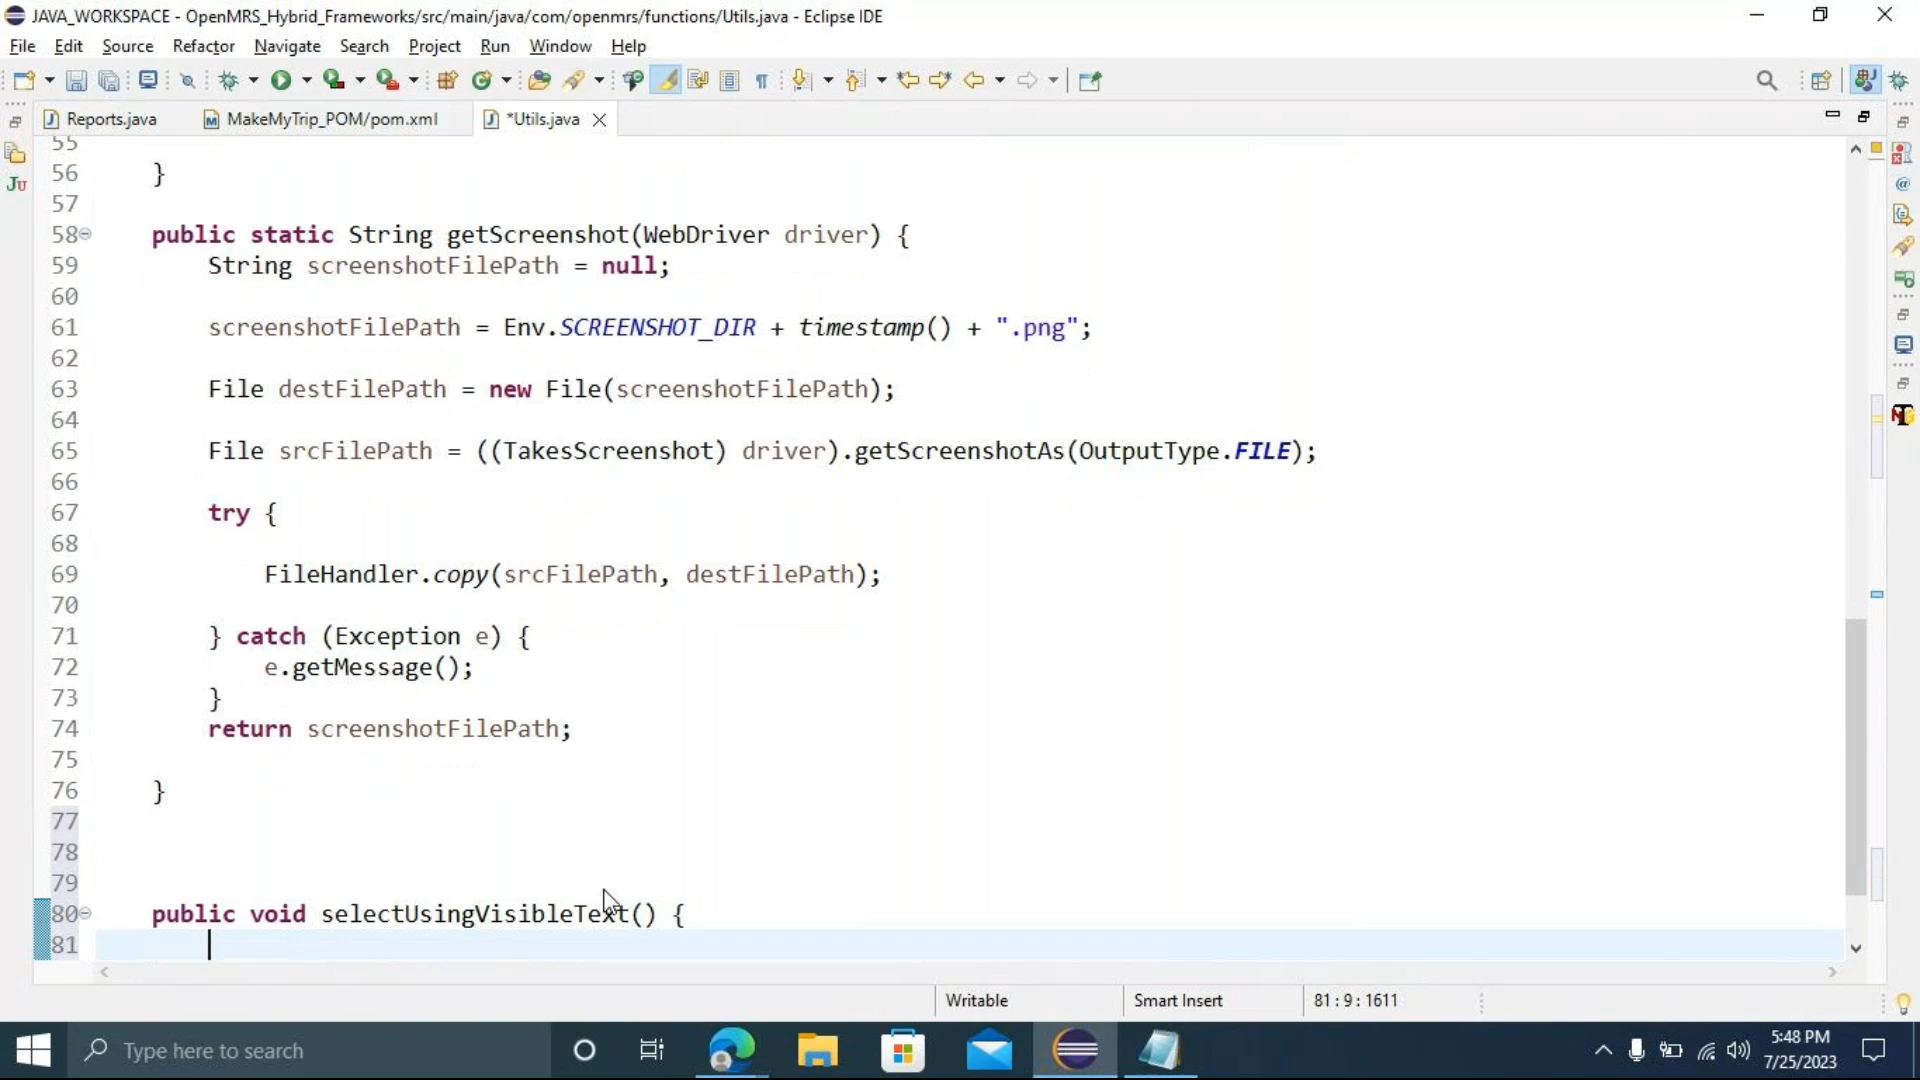 JAVA_WORKSPACE - OpenMRS_Hybrid_Frameworks/src/main/java/com/openmrs/functions/Utils.java - Eclipse IDE
File Edit Source Refactor Navigate Search Project Run Window Help
Reports.java MakeMyTrip_POM/pom.xml *Utils.java
55
56 }
57
58 public static String getScreenshot(WebDriver driver) {
59 String screenshotFilePath = null;
60
61 screenshotFilePath = Env.SCREENSHOT_DIR + timestamp() + ".png";
62
63 File destFilePath = new File(screenshotFilePath);
64
65 File srcFilePath = ((TakesScreenshot) driver).getScreenshotAs(OutputType.FILE);
66
67 try {
68
69 FileHandler.copy(srcFilePath, destFilePath);
70
71 } catch (Exception e) {
72 e.getMessage();
73 }
74 return screenshotFilePath;
75
76 }
77
78
79
80 public void selectUsingVisibleText() {
81
Writable Smart Insert 81 : 9 : 1611
Type here to search
5:48 PM
7/25/2023